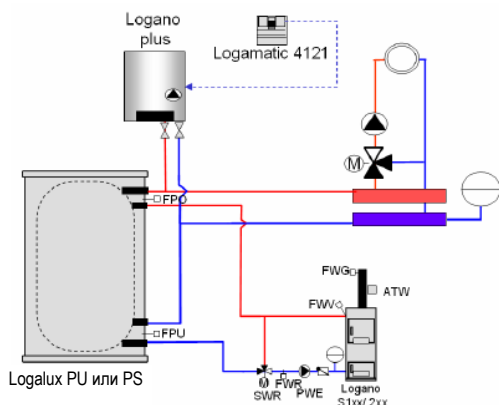 Logano
plus
Logamatic 4121
M
FPO
FWG
ATW
FWV
FPU
M
SWR
FWR
PWE
Logano
S1xx/ 2xx
Logalux PU или PS